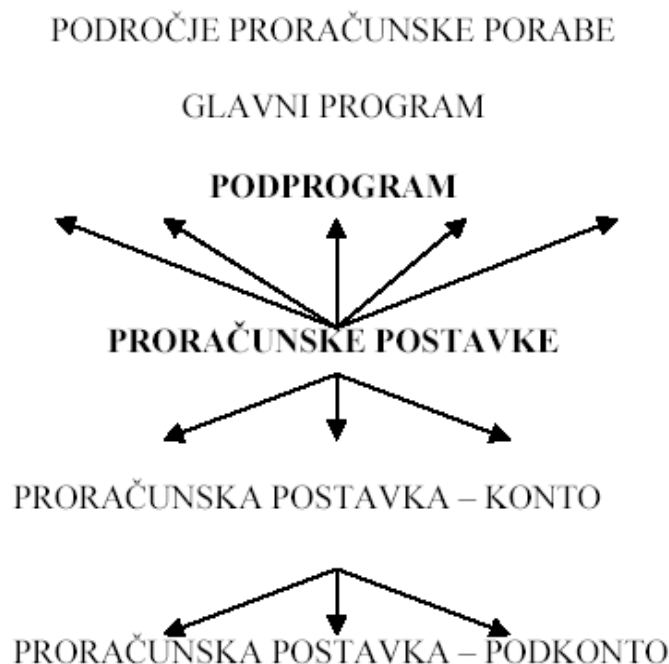 PODROČJE PRORAČUNSKE PORABE
GLAVNI PROGRAM
PODPROGRAM
PRORAČUNSKE POSTAVKE
PRORAČUNSKA POSTAVKA – KONTO
PRORAČUNSKA POSTAVKA – PODKONTO